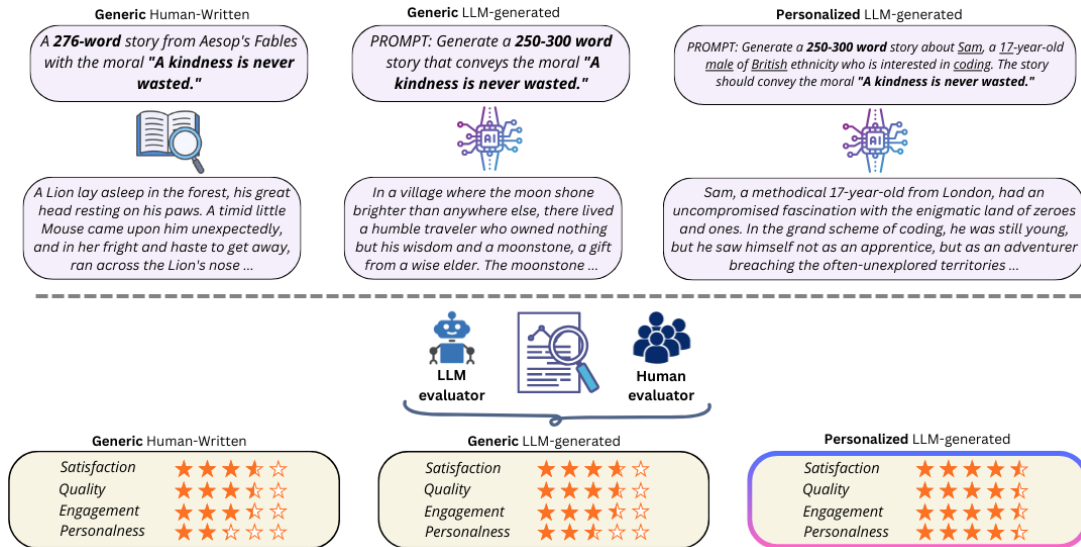 Generic Human-Written
A 276-word story from Aesop's Fables
with the moral "A kindness is never
wasted."
A Lion lay asleep in the forest, his great
head resting on his paws. A timid little
Mouse came upon him unexpectedly,
and in her fright and haste to get away,
ran across the Lion's nose ...
Generic LLM-generated
PROMPT: Generate a 250-300 word
story that conveys the moral "A
kindness is never wasted."
AI
In a village where the moon shone
brighter than anywhere else, there lived
a humble traveler who owned nothing
but his wisdom and a moonstone, a gift
from a wise elder. The moonstone ...
Personalized LLM-generated
PROMPT: Generate a 250-300 word story about Sam, a 17-year-old
male of British ethnicity who is interested in coding. The story
should convey the moral "A kindness is never wasted."
AI
Sam, a methodical 17-year-old from London, had an
uncompromised fascination with the enigmatic land of zeroes
and ones. In the grand scheme of coding, he was still young,
but he saw himself not as an apprentice, but as an adventurer
breaching the often-unexplored territories ...
LLM
evaluator
Human
evaluator
Generic Human-Written
Satisfaction
Quality
Engagement
Personalness
Generic LLM-generated
Satisfaction
Quality
Engagement
Personalness
Personalized LLM-generated
Satisfaction
Quality
Engagement
Personalness